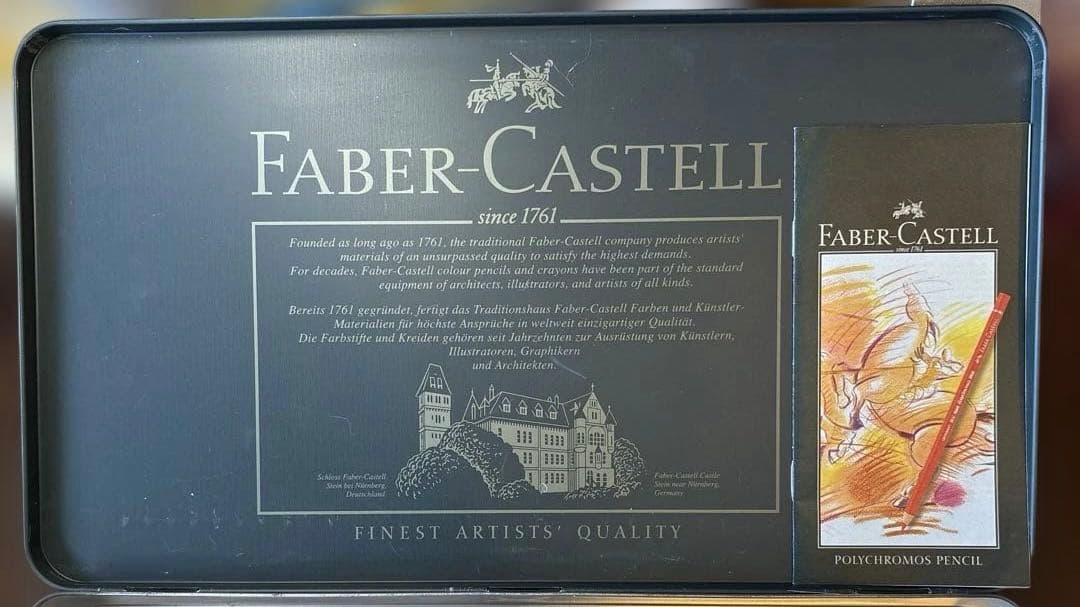 FABER-CASTELL
since 1761
Founded as long ago as 1761, the traditional Faber-Castell company produces artists'
materials of an unsurpassed quality to satisfy the highest demands.
For decades, Faber-Castell colour pencils and crayons have been part of the standard
equipment of architects, illustrators, and artists of all kinds.
Bereits 1761 gegründet, fertigt das Traditionshaus Faber-Castell Farben und Künstler-
Materialien für höchste Ansprüche in weltweit einzigartiger Qualität.
Die Farbstifte und Kreiden gehören seit Jahrzehnten zur Ausrüstung von Künstlern,
Illustratoren, Graphikern
und Architekten.
Schloss Faber-Castell
Stein bei Nürnberg,
Deutschland
Faber-Castell Castle
Stein near Nürnberg,
Germany
FINEST ARTISTS' QUALITY
FABER-CASTELL
since 1761
POLYCHROMOS PENCIL